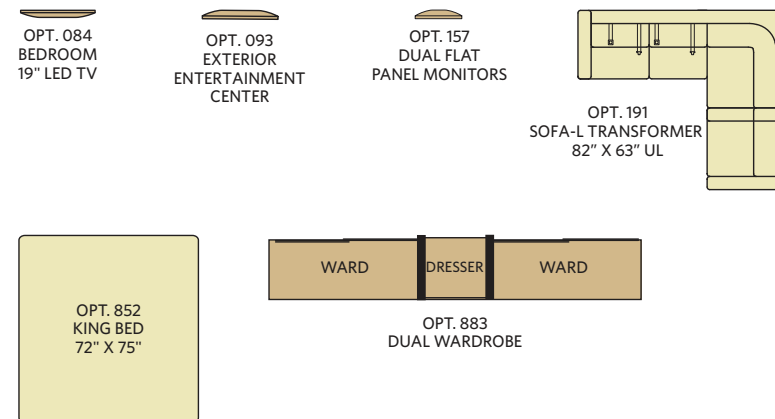 OPT. 084
BEDROOM
19" LED TV
OPT. 093
EXTERIOR
ENTERTAINMENT
CENTER
OPT. 157
DUAL FLAT
PANEL MONITORS
OPT. 191
SOFA-L TRANSFORMER
82” X 63” UL
OPT. 852
KING BED
72" X 75"
WARD
DRESSER
WARD
OPT. 883
DUAL WARDROBE